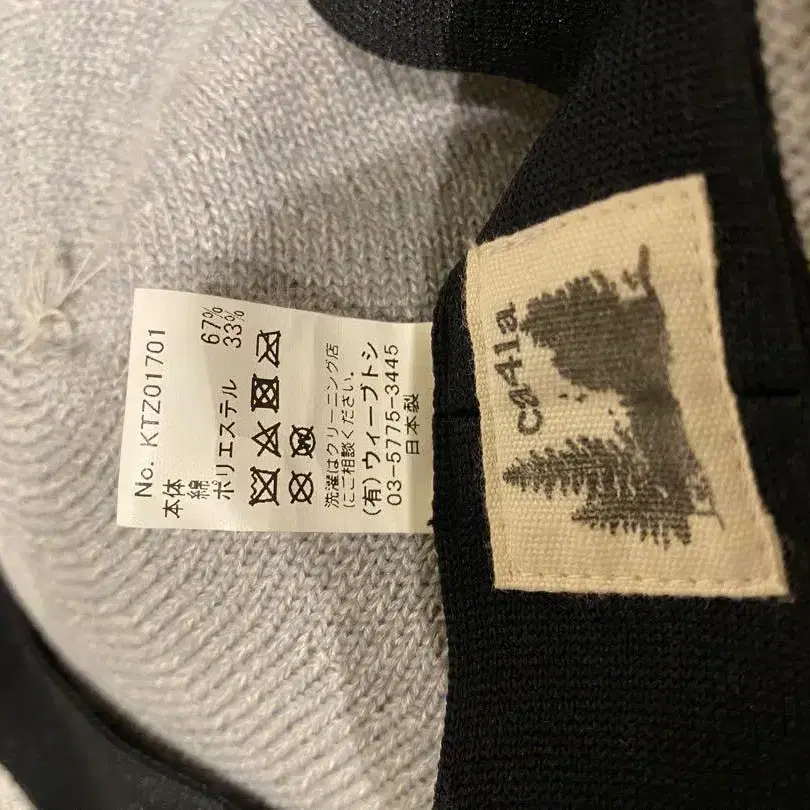 No. KTZ01701
本体
綿 67%
ポリエステル 33%
洗濯はクリーニング店
にご相談ください。
(有)ウィーブトシ
03-5775-3445
日本製
ca4la